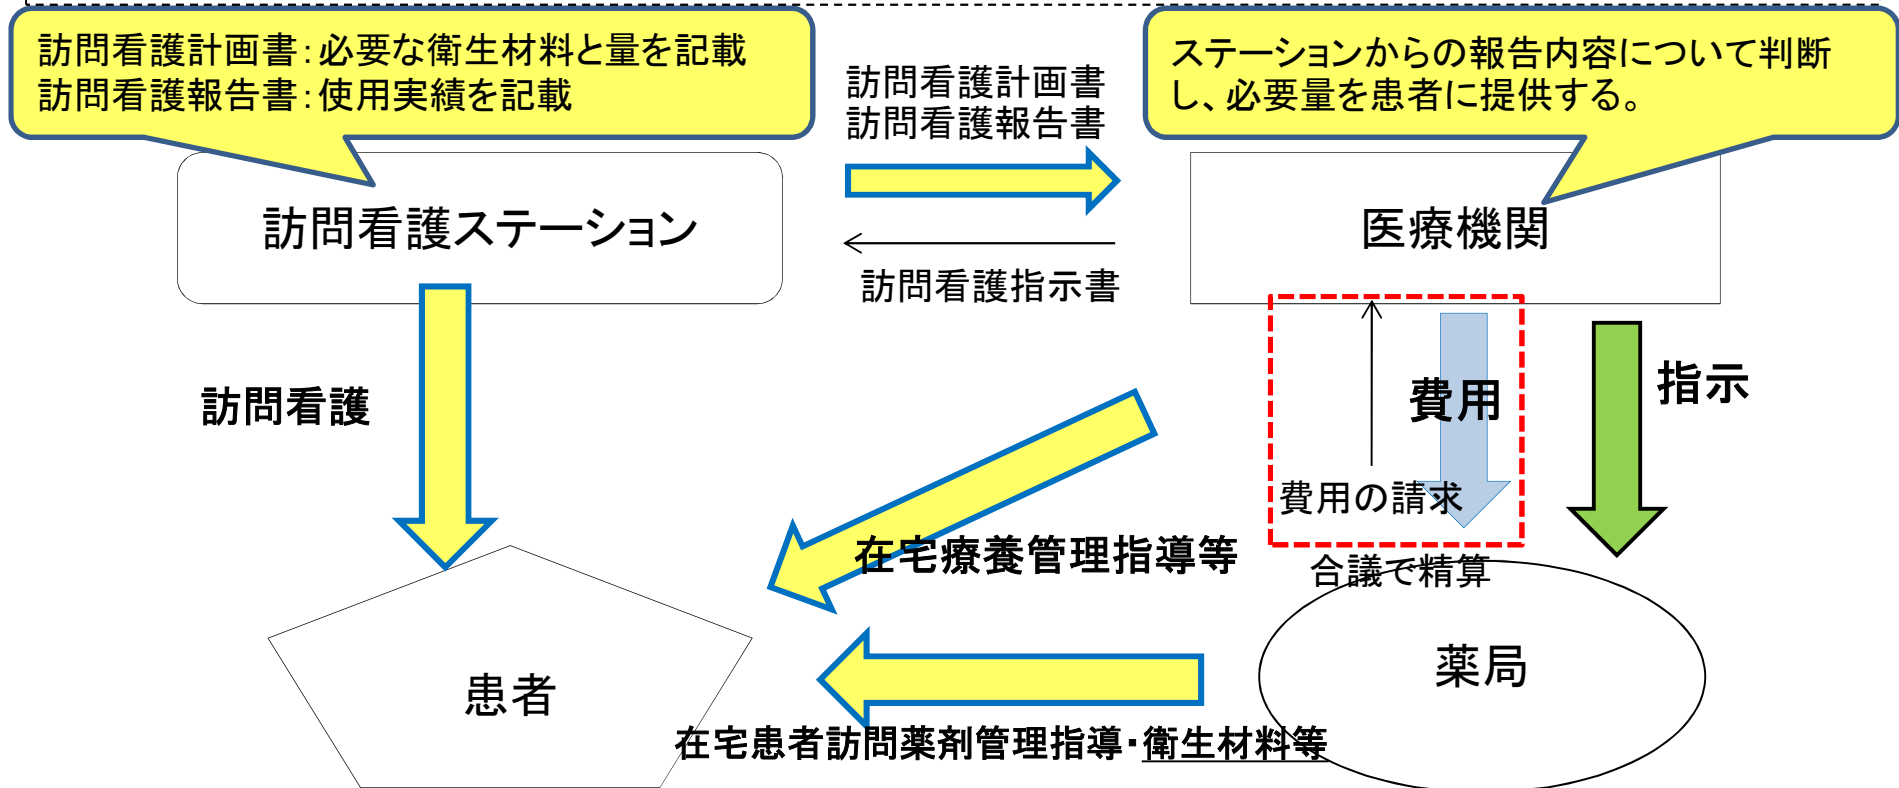 訪問看護計画書：必要な衛生材料と量を記載
訪問看護報告書：使用実績を記載
訪問看護計画書
訪問看護報告書
ステーションからの報告内容について判断
し、必要量を患者に提供する。
訪問看護ステーション
医療機関
訪問看護指示書
訪問看護
費用
指示
費用の請求
在宅療養管理指導等
合議で精算
患者
薬局
在宅患者訪問薬剤管理指導・衛生材料等